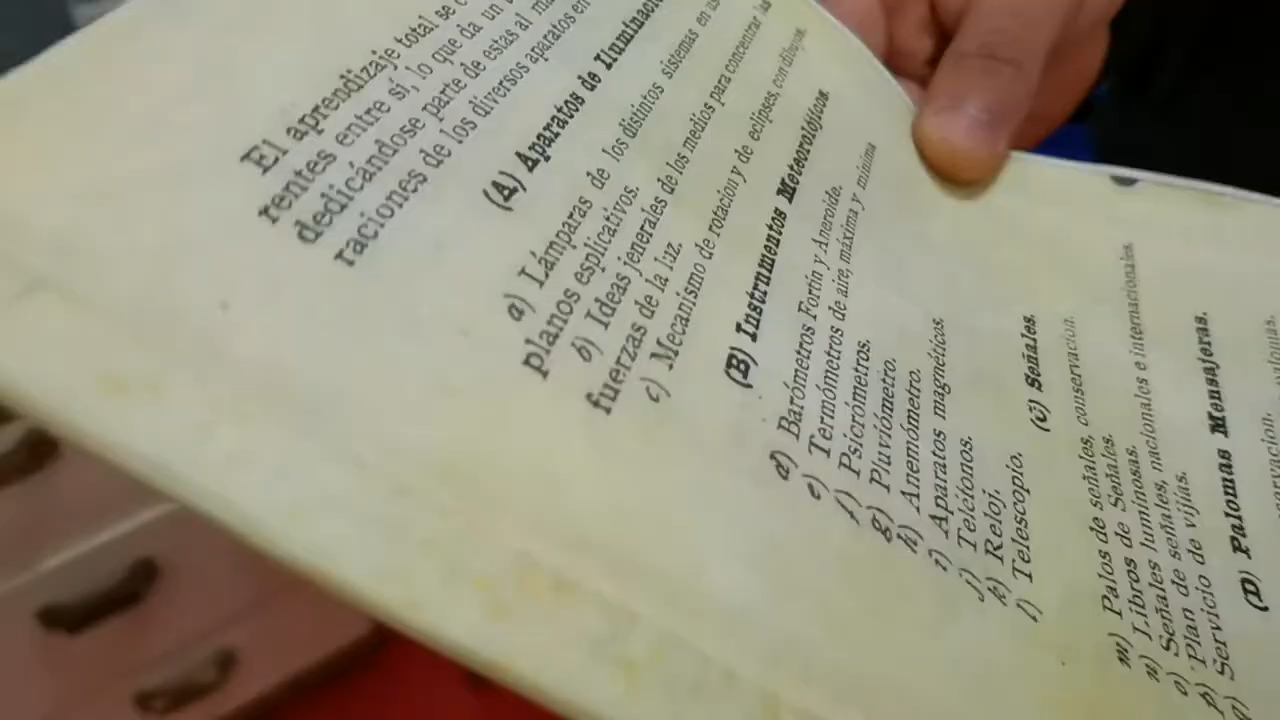 El aprendizaje total se
rentes entre sí, lo que da un
dedicándose parte de estas al
raciones de los diversos aparatos en
(A) Aparatos de Iluminaci
a) Lámparas de los distintos sistemas en
planos esplicativos.
b) Ideas jenerales de los medios para concentrar las
fuerzas de la luz.
c) Mecanismo de rotacion y de eclipses, con dibujos.
(B) Instrumentos Meteorolójicos.
d) Barómetros Fortin y Aneroide.
e) Termómetros de aire, máxima y mínima
f) Psicrómetros.
g) Pluviómetro.
h) Anemómetro.
i) Aparatos magnéticos.
j) Teléfonos.
k) Reloj.
l) Telescopio.
(C) Señales.
m) Palos de señales, conservacion.
n) Libros de Señales.
o) Señales luminosas, nacionales e internacionales.
p) Plan de señales.
q) Servicio de vijías.
(D) Palomas Mensajeras.